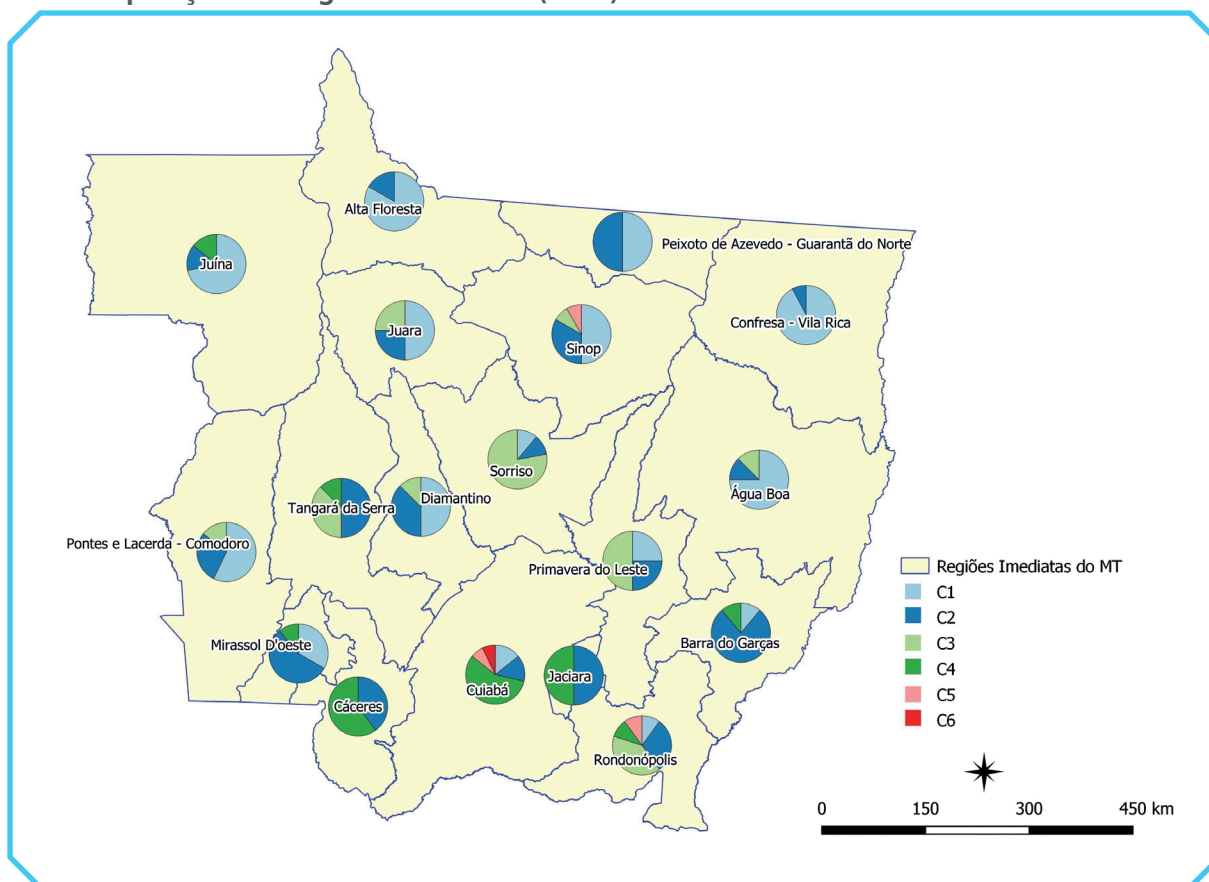 Alta Floresta
Peixoto de Azevedo - Guarantã do Norte
Juína
Confresa - Vila Rica
Juara
Sinop
Sorriso
Água Boa
Diamantino
Tangará da Serra
Pontes e Lacerda - Comodoro
Primavera do Leste
Regiões Imediatas do MT
C1
C2
C3
C4
C5
C6
Mirassol D'oeste
Barra do Garças
Cuiabá
Jaciara
Cáceres
Rondonópolis
0 150 300 450 km